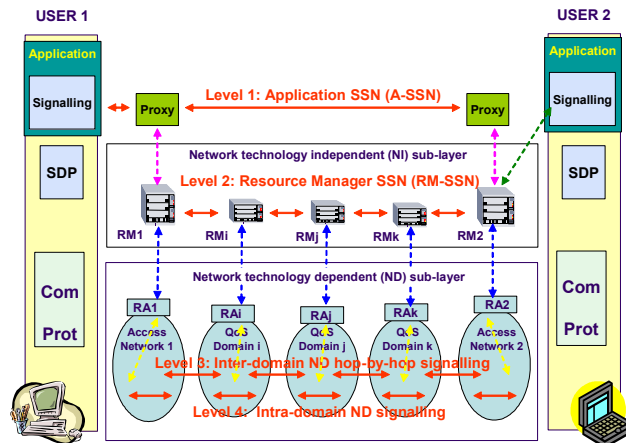 USER 1
USER 2
Application
Application
Signalling
Signalling
Proxy
Level 1: Application SSN (A-SSN)
Proxy
Network technology independent (NI) sub-layer
SDP
SDP
Level 2: Resource Manager SSN (RM-SSN)
RM1
RMi
RMj
RMk
RM2
Network technology dependent (ND) sub-layer
Com
Prot
Com
Prot
RA1
RAi
RAj
RAk
RA2
Access
Network 1
QoS
Domain i
QoS
Domain j
QoS
Domain k
Access
Network 2
Level 3: Inter-domain ND hop-by-hop signalling
Level 4: Intra-domain ND signalling